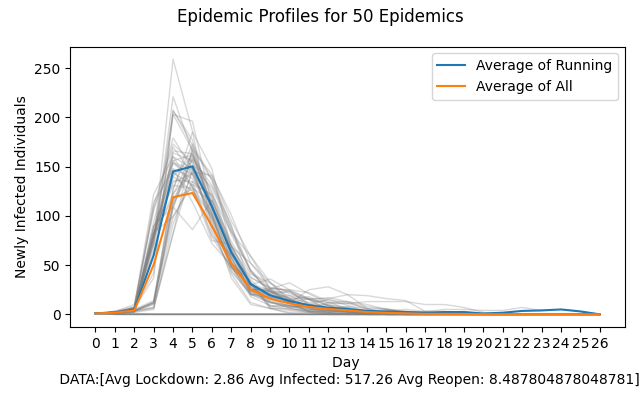 Epidemic Profiles for 50 Epidemics
Average of Running
Average of All
Newly Infected Individuals
250
200
150
100
50
0
0 1 2 3 4 5 6 7 8 9 10 11 12 13 14 15 16 17 18 19 20 21 22 23 24 25 26
Day
DATA:[Avg Lockdown: 2.86 Avg Infected: 517.26 Avg Reopen: 8.487804878048781]